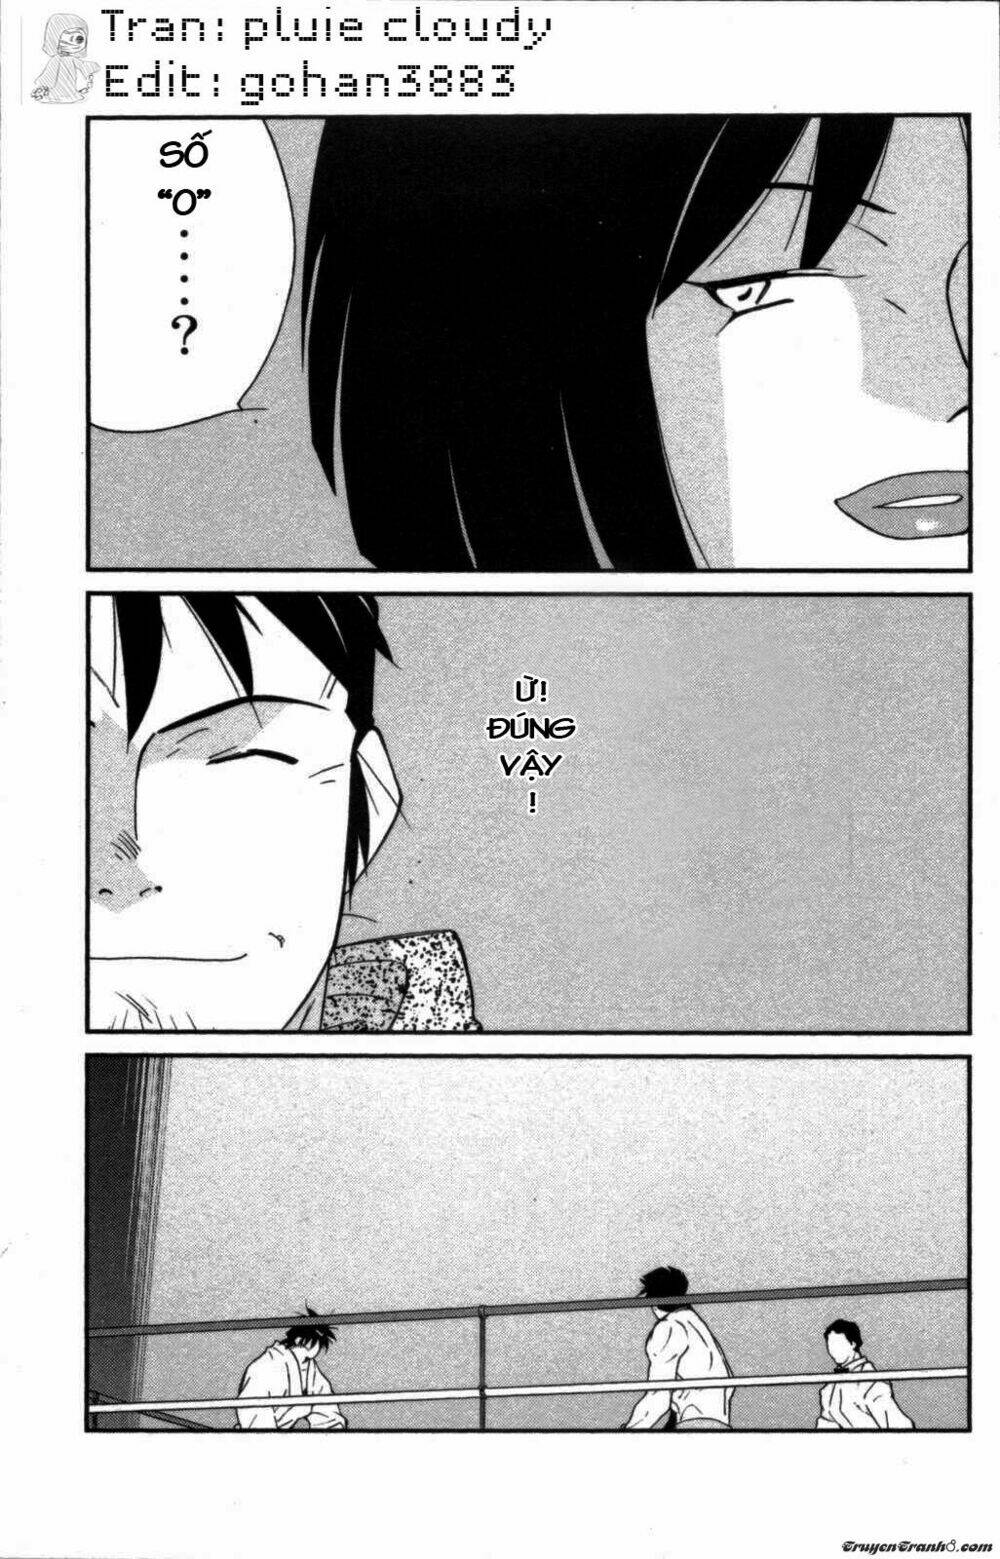 Tran: pluie cloudy
Edit: gohan3883
SỐ
“0”
.....?
Ừ!
ĐÚNG
VẬY
!
TruyenTranh8.com